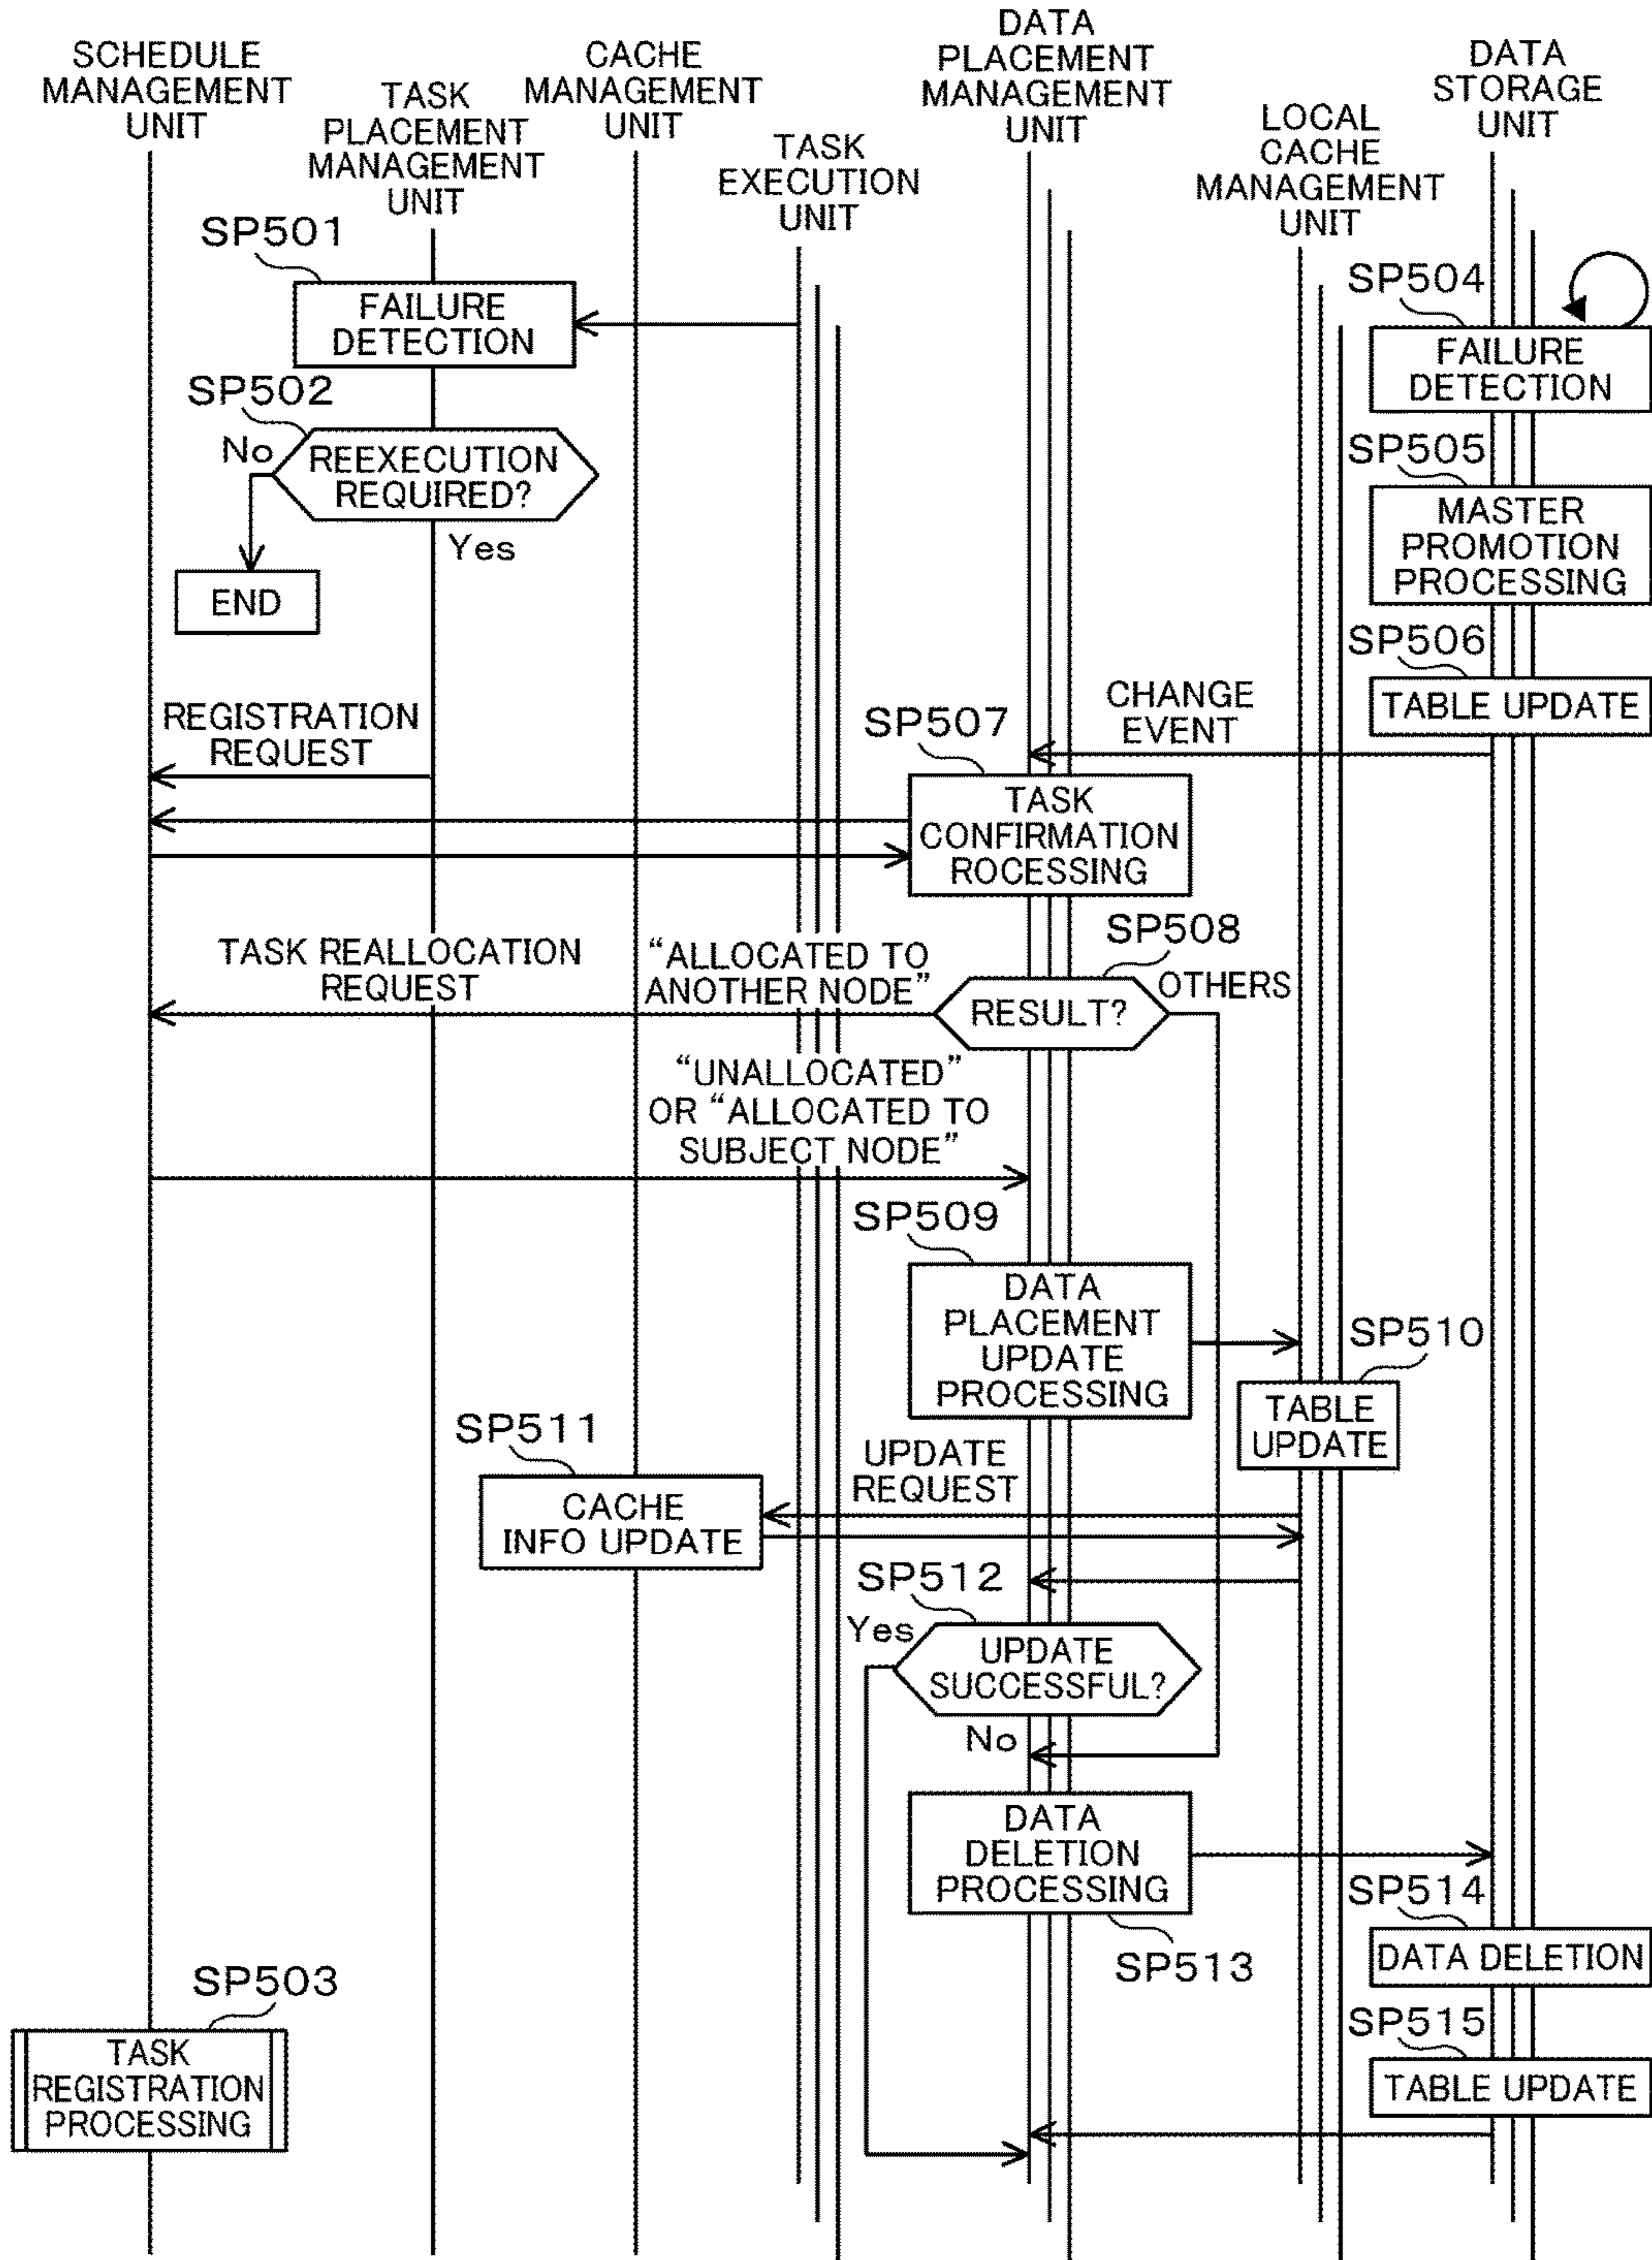 SCHEDULE
MANAGEMENT
UNIT
TASK
PLACEMENT
MANAGEMENT
UNIT
CACHE
MANAGEMENT
UNIT
TASK
EXECUTION
UNIT
DATA
PLACEMENT
MANAGEMENT
UNIT
LOCAL
CACHE
MANAGEMENT
UNIT
DATA
STORAGE
UNIT
SP501
FAILURE
DETECTION
SP504
FAILURE
DETECTION
SP502
No
REEXECUTION
REQUIRED?
Yes
END
SP505
MASTER
PROMOTION
PROCESSING
SP506
TABLE UPDATE
REGISTRATION
REQUEST
CHANGE
EVENT
SP507
TASK
CONFIRMATION
ROCESSING
TASK REALLOCATION
REQUEST
“ALLOCATED TO
ANOTHER NODE”
SP508
RESULT?
OTHERS
“UNALLOCATED”
OR “ALLOCATED TO
SUBJECT NODE”
SP509
DATA
PLACEMENT
UPDATE
PROCESSING
SP510
TABLE
UPDATE
SP511
CACHE
INFO UPDATE
UPDATE
REQUEST
SP512
Yes
UPDATE
SUCCESSFUL?
No
DATA
DELETION
PROCESSING
SP513
SP514
DATA DELETION
SP503
TASK
REGISTRATION
PROCESSING
SP515
TABLE UPDATE